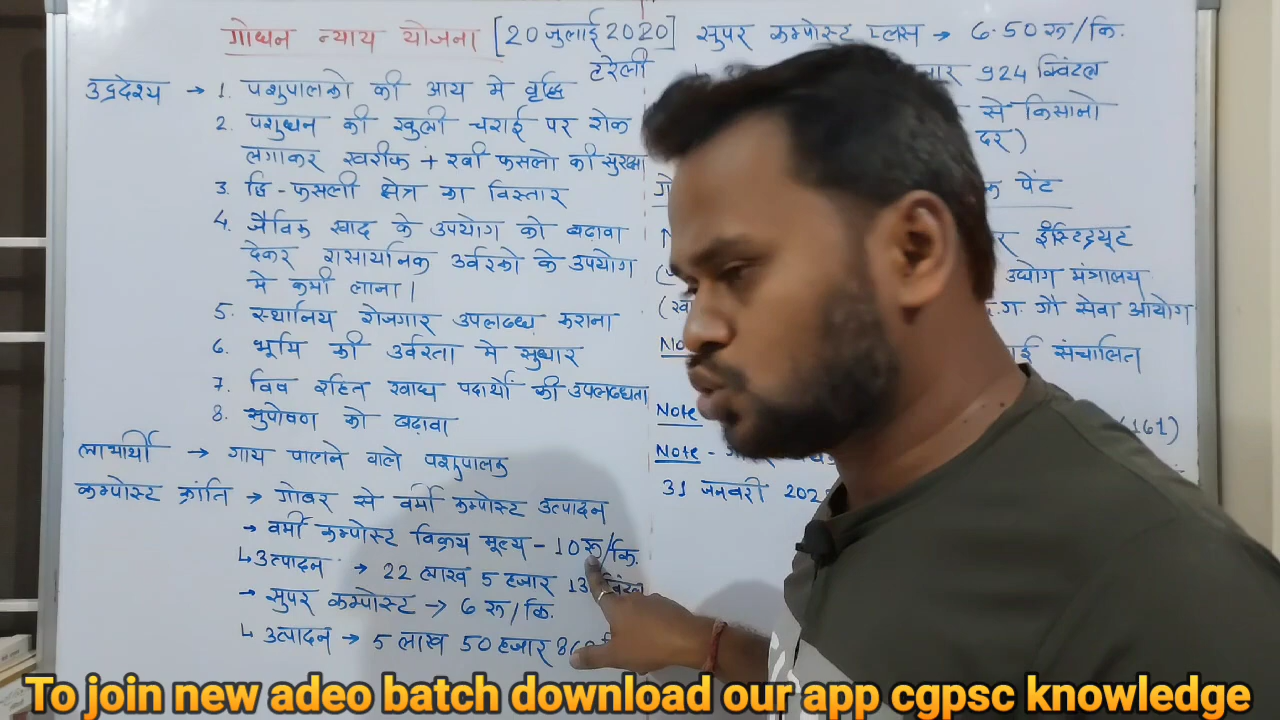 गोधन न्याय योजना [20 जुलाई 2020]
हरेली
उद्देश्य → 1. पशुपालको की आय मे वृद्धि
2. पशुधन की खुली चराई पर रोक
लगाकर खरीफ + रबी फसलो की सुरक्षा
3. द्वि-फसली क्षेत्र का विस्तार
4. जैविक खाद के उपयोग को बढ़ावा
देकर रासायनिक उर्वरको के उपयोग
मे कमी लाना।
5. स्थानिय रोजगार उपलब्ध कराना
6. भूमि की उर्वरता मे सुधार
7. विष रहित खाद्य पदार्थो की उपलब्धता
8. सुपोषण को बढ़ावा
लाभार्थी → गाय पालने वाले पशुपालक
कम्पोस्ट क्रांति → गोबर से वर्मी कम्पोस्ट उत्पादन
→ वर्मी कम्पोस्ट विक्रय मूल्य - 10 रू/कि.
↳ उत्पादन → 22 लाख 5 हजार
→ सुपर कम्पोस्ट → 6 रू/कि.
↳ उत्पादन → 5 लाख 50 हजार
सुपर कम्पोस्ट प्लस → 6.50 रू/कि.
924 क्विंटल
से किसानो
दर)
पेंट
इंस्टिट्यूट
उद्योग मंत्रालय
गौ सेवा आयोग
संचालित
Note
(161)
Note -
31 जनवरी
To join new adeo batch download our app cgpsc knowledge